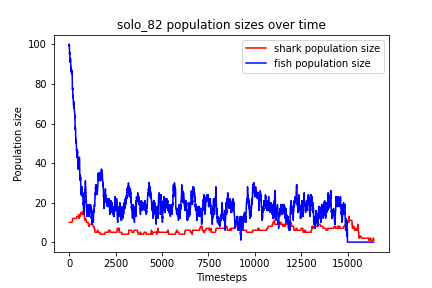 solo_82 population sizes over time
shark population size
fish population size
Population size
100
80
60
40
20
0
0 2500 5000 7500 10000 12500 15000
Timesteps